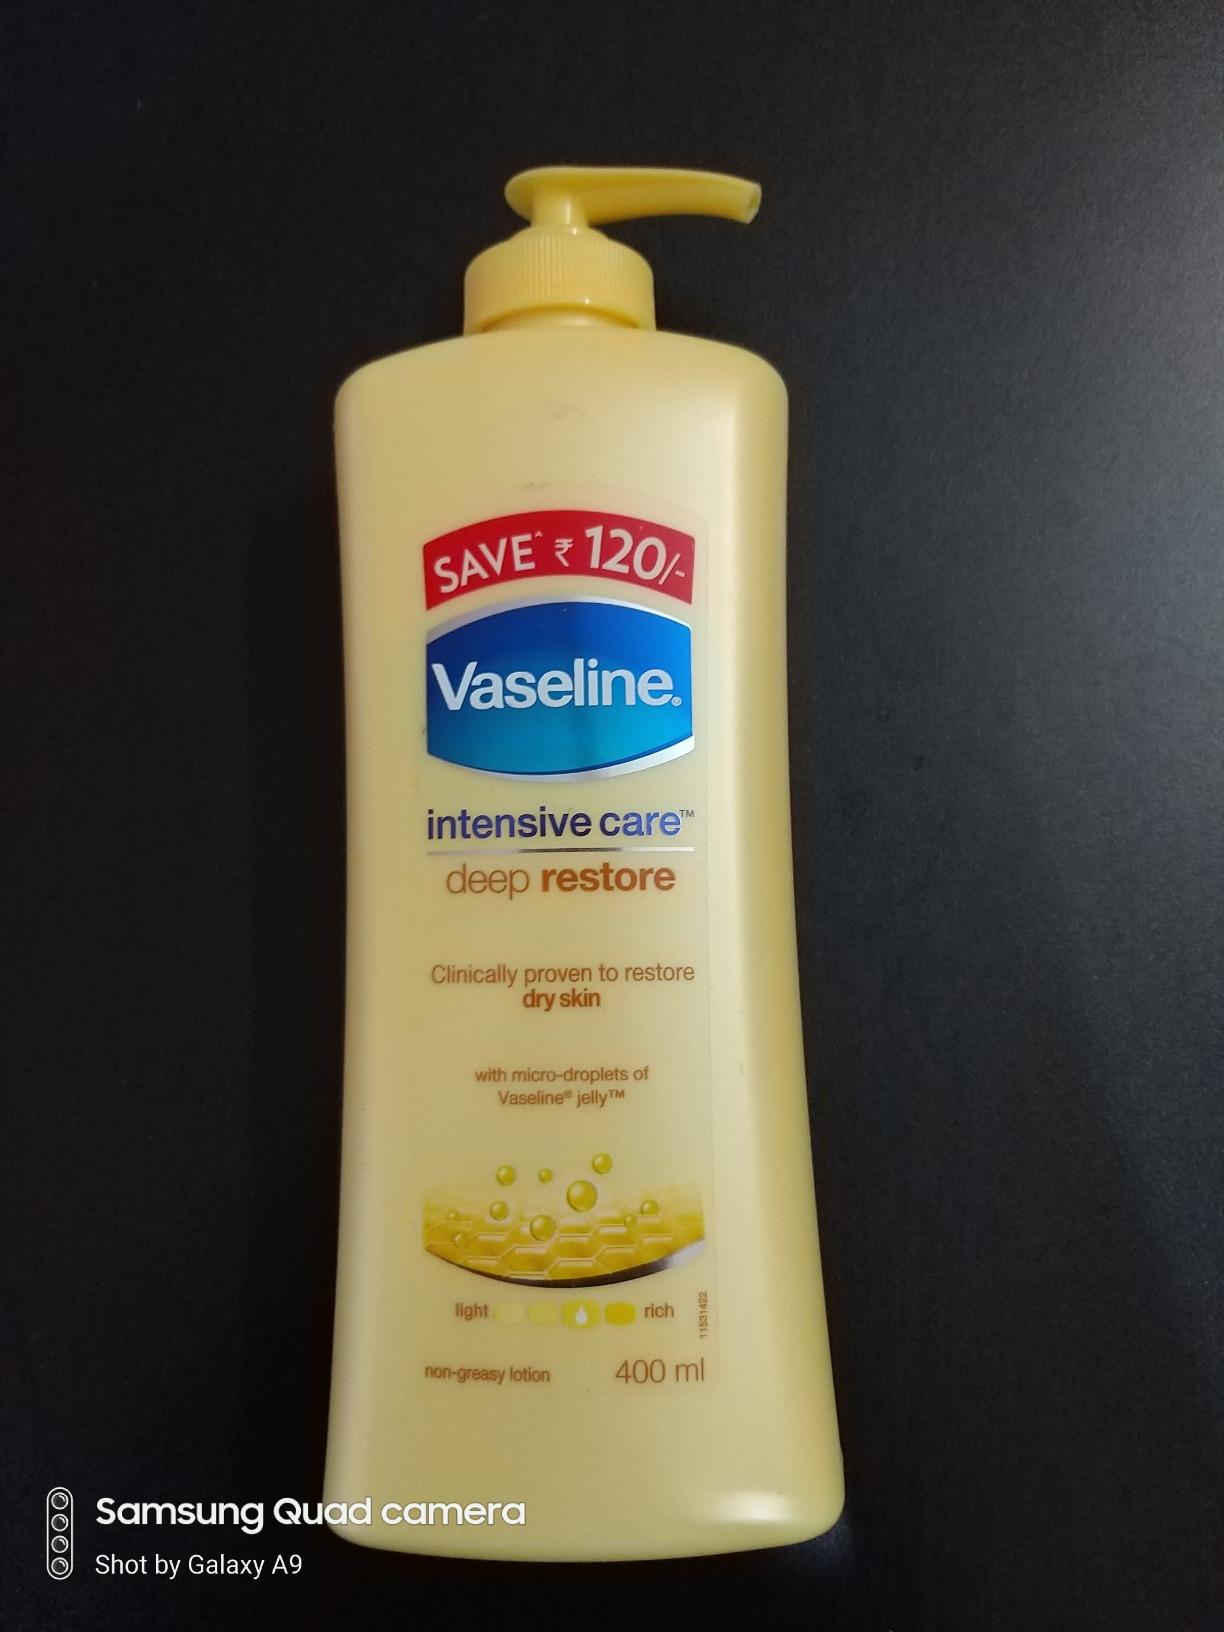 SAVE^ ₹ 120/-
Vaseline®
intensive care™
deep restore
Clinically proven to restore
dry skin
with micro-droplets of
Vaseline® jelly™
light rich
11531422
non-greasy lotion 400 ml
Samsung Quad camera
Shot by Galaxy A9